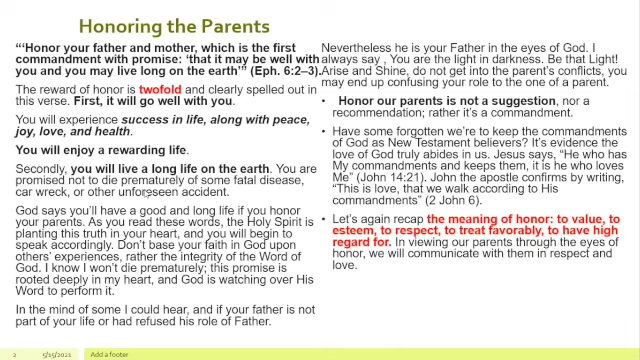 Honoring the Parents
"'Honor your father and mother, which is the first
commandment with promise: 'that it may be well with
you and you may live long on the earth'" (Eph. 6:2–3).
The reward of honor is twofold and clearly spelled out in
this verse. First, it will go well with you.
You will experience success in life, along with peace,
joy, love, and health.
You will enjoy a rewarding life.
Secondly, you will live a long life on the earth. You are
promised not to die prematurely of some fatal disease,
car wreck, or other unforeseen accident.
God says you'll have a good and long life if you honor
your parents. As you read these words, the Holy Spirit is
planting this truth in your heart, and you will begin to
speak accordingly. Don't base your faith in God upon
others' experiences, rather the integrity of the Word of
God. I know I won't die prematurely; this promise is
rooted deeply in my heart, and God is watching over His
Word to perform it.
In the mind of some I could hear, and if your father is not
part of your life or had refused his role of Father.
Nevertheless he is your Father in the eyes of God. I
always say , You are the light in darkness. Be that Light!
Arise and Shine, do not get into the parent's conflicts, you
may end up confusing your role to the one of a parent.
• Honor our parents is not a suggestion, nor a
recommendation; rather it's a commandment.
• Have some forgotten we're to keep the commandments
of God as New Testament believers? It's evidence the
love of God truly abides in us. Jesus says, "He who has
My commandments and keeps them, it is he who loves
Me" (John 14:21). John the apostle confirms by writing,
"This is love, that we walk according to His
commandments" (2 John 6).
• Let's again recap the meaning of honor: to value, to
esteem, to respect, to treat favorably, to have high
regard for. In viewing our parents through the eyes of
honor, we will communicate with them in respect and
love.
2 5/15/2021 Add a footer